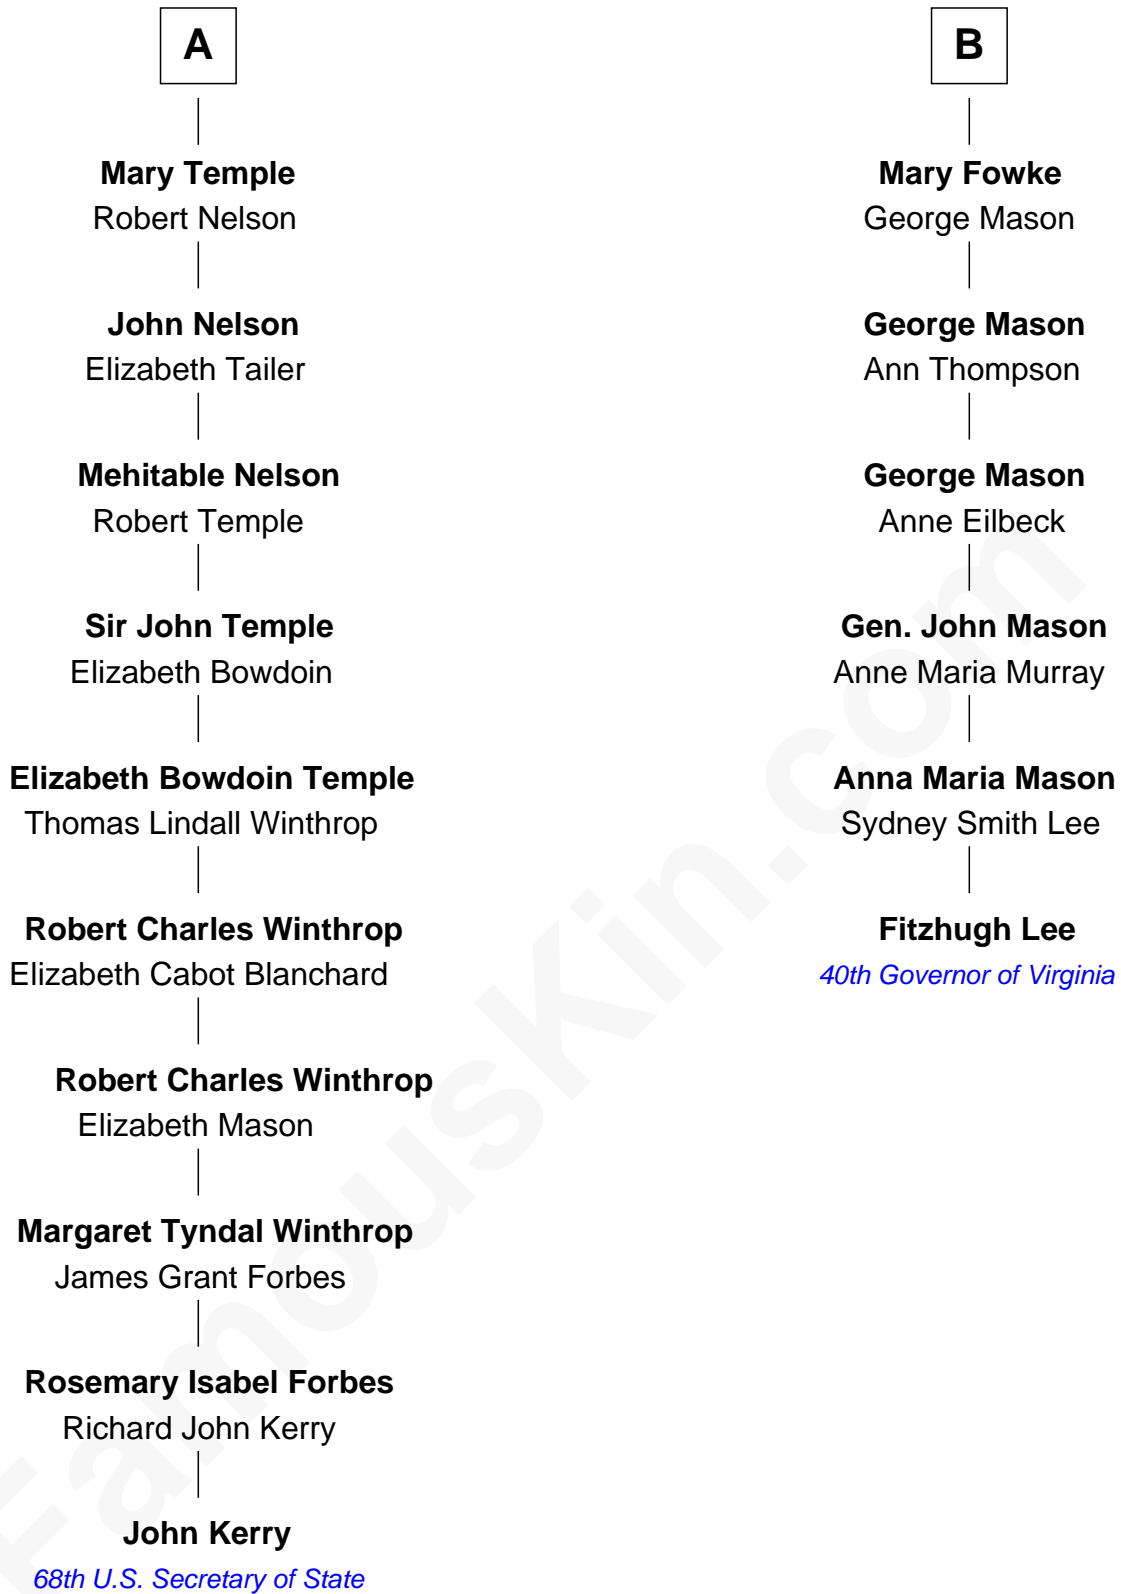 A
Mary Temple
Robert Nelson
John Nelson
Elizabeth Tailer
Mehitable Nelson
Robert Temple
Sir John Temple
Elizabeth Bowdoin
Elizabeth Bowdoin Temple
Thomas Lindall Winthrop
Robert Charles Winthrop
Elizabeth Cabot Blanchard
Robert Charles Winthrop
Elizabeth Mason
Margaret Tyndal Winthrop
James Grant Forbes
Rosemary Isabel Forbes
Richard John Kerry
John Kerry
68th U.S. Secretary of State
B
Mary Fowke
George Mason
George Mason
Ann Thompson
George Mason
Anne Eilbeck
Gen. John Mason
Anne Maria Murray
Anna Maria Mason
Sydney Smith Lee
Fitzhugh Lee
40th Governor of Virginia
FamousKin.com